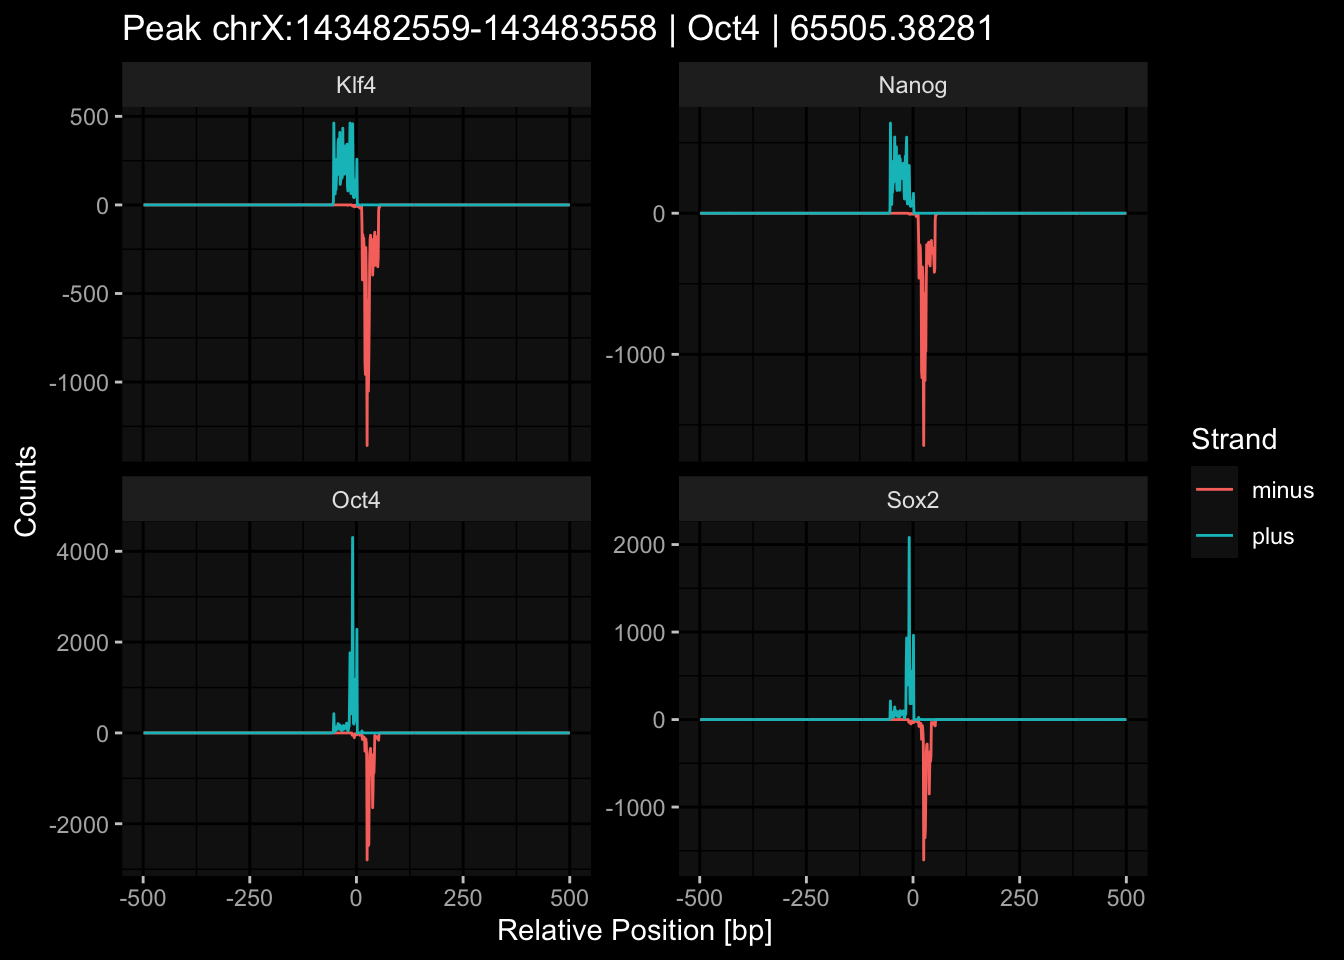 Peak chrX:143482559-143483558 | Oct4 | 65505.38281
Klf4
Nanog
500
0
-500
-1000
0
-1000
Counts
Oct4
Sox2
4000
2000
0
-2000
2000
1000
0
-1000
-500 -250 0 250 500
-500 -250 0 250 500
Relative Position [bp]
Strand
minus
plus